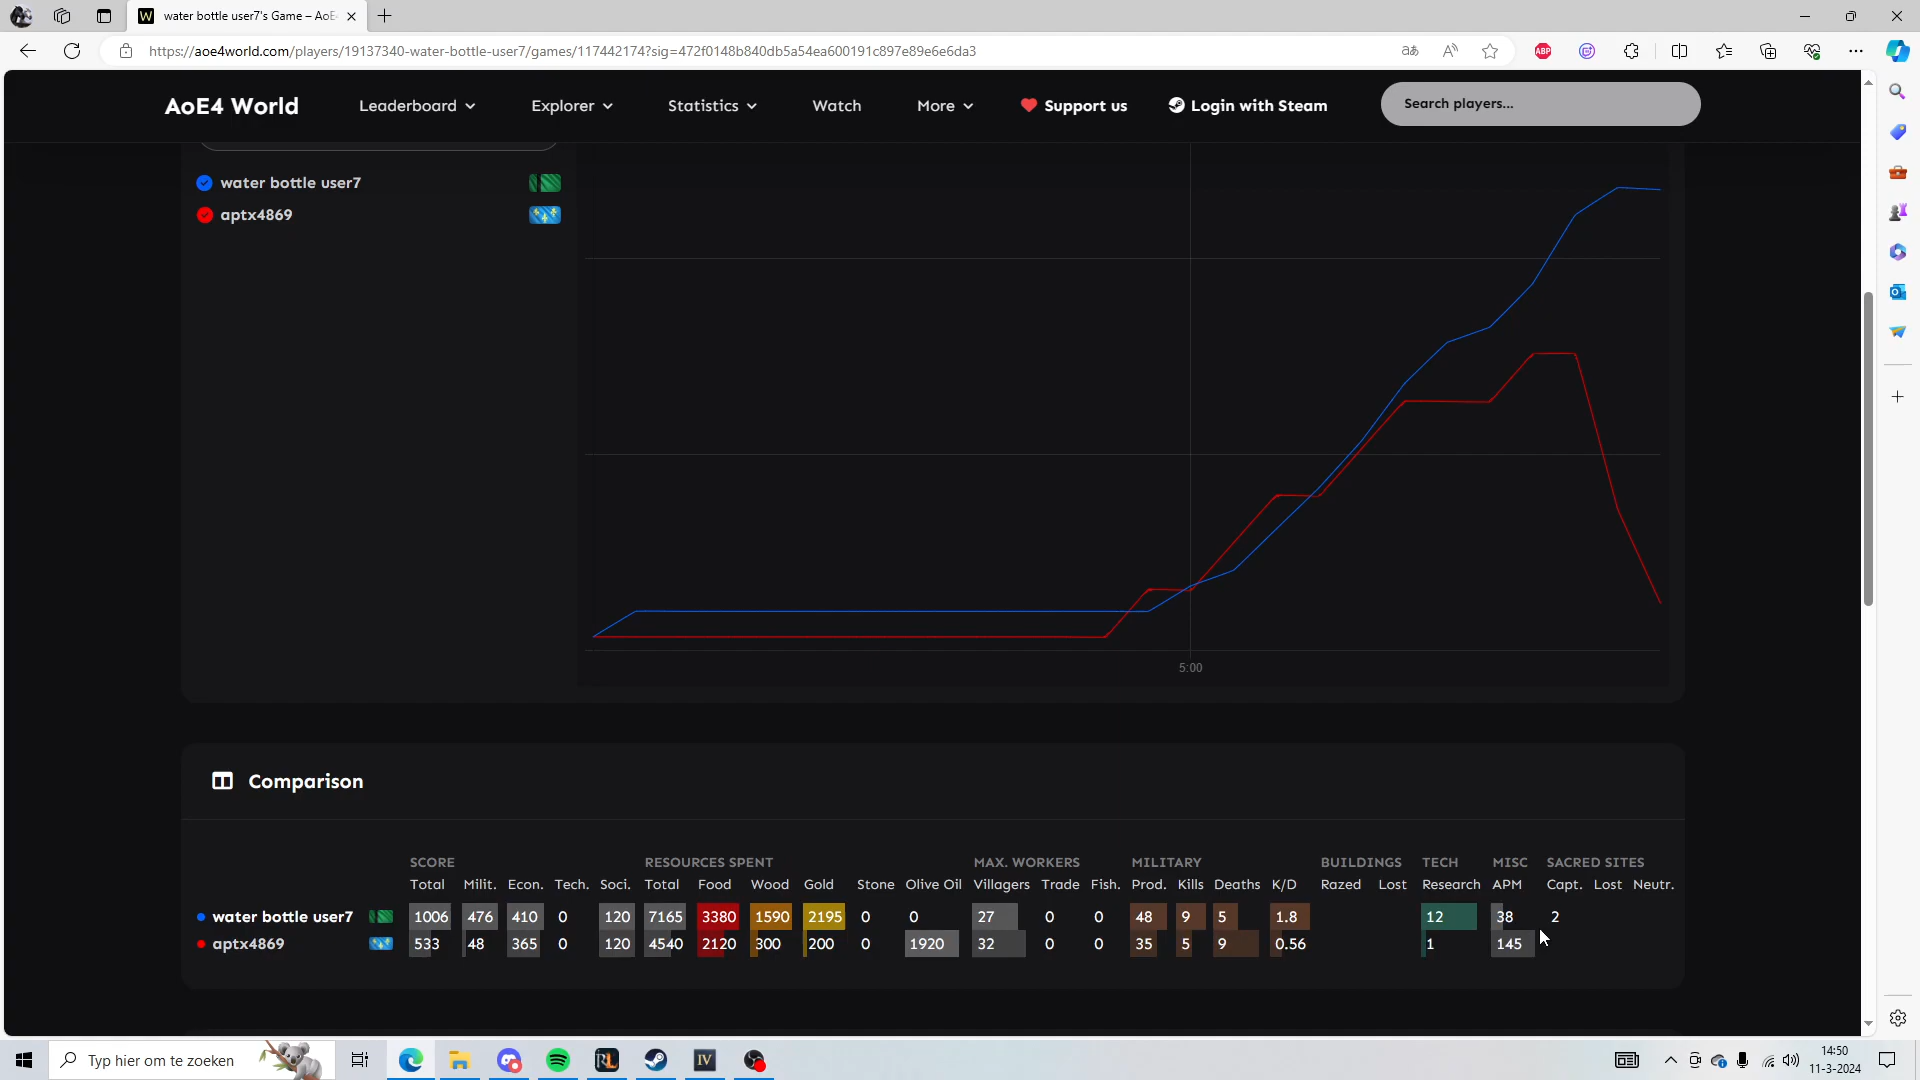 water bottle user7's Game – AoE
https://aoe4world.com/players/19137340-water-bottle-user7/games/117442174?sig=472f0148b840db5a54ea600191c897e89e6e6da3
AoE4 World Leaderboard Explorer Statistics Watch More Support us Login with Steam Search players...
water bottle user7
aptx4869
5:00
Comparison
SCORE RESOURCES SPENT MAX. WORKERS MILITARY BUILDINGS TECH MISC SACRED SITES
Total Milit. Econ. Tech. Soci. Total Food Wood Gold Stone Olive Oil Villagers Trade Fish. Prod. Kills Deaths K/D Razed Lost Research APM Capt. Lost Neutr.
water bottle user7 1006 476 410 0 120 7165 3380 1590 2195 0 0 27 0 0 48 9 5 1.8 12 38 2
aptx4869 533 48 365 0 120 4540 2120 300 200 0 1920 32 0 0 35 5 9 0.56 1 145
Typ hier om te zoeken
14:50
11-3-2024